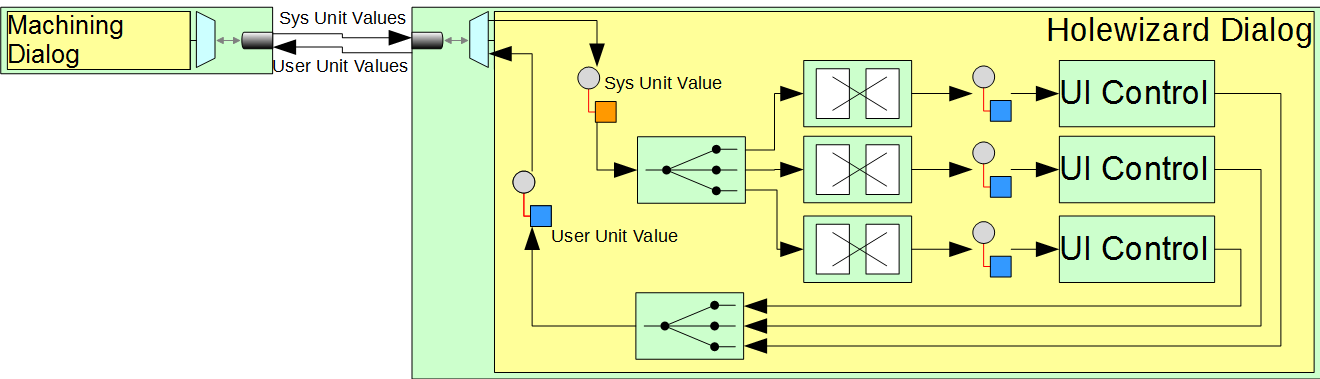 Machining
Dialog
Sys Unit Values
User Unit Values
Holewizard Dialog
Sys Unit Value
UI Control
UI Control
User Unit Value
UI Control